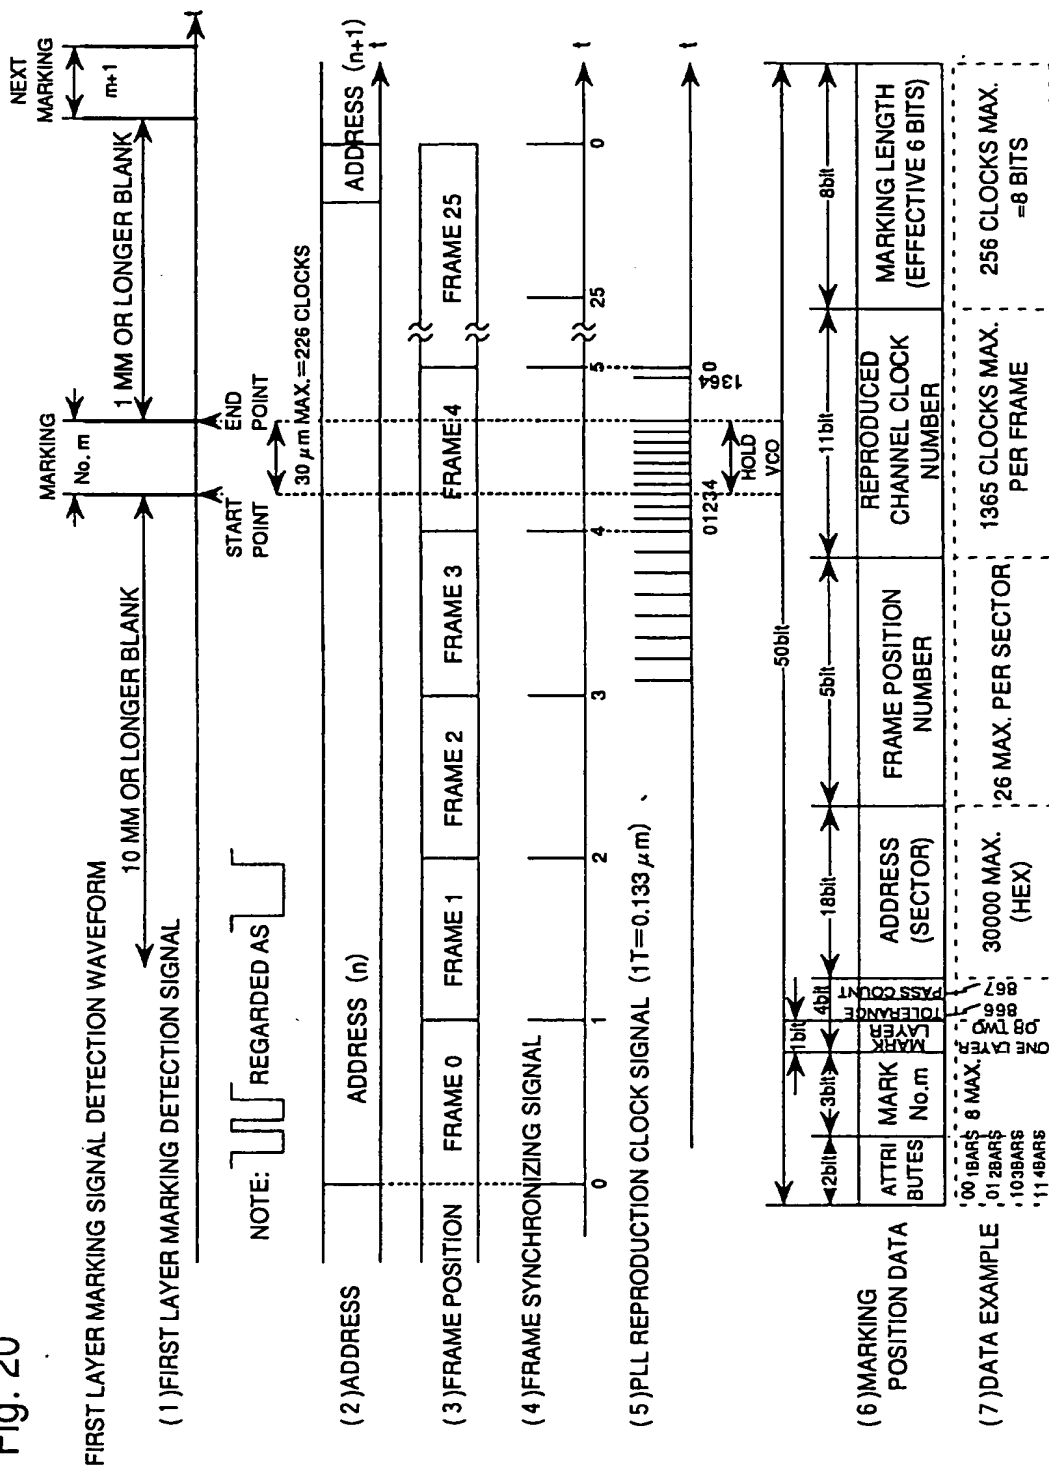 Fig. 20
FIRST LAYER MARKING SIGNAL DETECTION WAVEFORM
MARKING
No. m
NEXT
MARKING
m+1
10 MM OR LONGER BLANK
1 MM OR LONGER BLANK
(1)FIRST LAYER MARKING DETECTION SIGNAL
t
START
POINT
END
POINT
NOTE:
REGARDED AS
30 μm MAX.=226 CLOCKS
(2)ADDRESS
ADDRESS (n)
ADDRESS (n+1)
t
(3)FRAME POSITION
FRAME 0
FRAME 1
FRAME 2
FRAME 3
FRAME 4
FRAME 25
(4)FRAME SYNCHRONIZING SIGNAL
0
1
2
3
4
5
25
0
t
(5)PLL REPRODUCTION CLOCK SIGNAL (1T=0.133 μm)
01234
1364
0
t
HOLD
VCO
50bit
2bit
3bit
1bit
4bit
18bit
5bit
11bit
8bit
(6)MARKING
POSITION DATA
ATTRI
BUTES
MARK
No.m
MARK
LAYER
TOLERANCE
PASS COUNT
ADDRESS
(SECTOR)
FRAME POSITION
NUMBER
REPRODUCED
CHANNEL CLOCK
NUMBER
MARKING LENGTH
(EFFECTIVE 6 BITS)
(7)DATA EXAMPLE
00 1BARS
01 2BARS
10 3BARS
11 4BARS
8 MAX.
ONE LAYER
OR TWO
866
867
30000 MAX.
(HEX)
26 MAX. PER SECTOR
1365 CLOCKS MAX.
PER FRAME
256 CLOCKS MAX.
=8 BITS